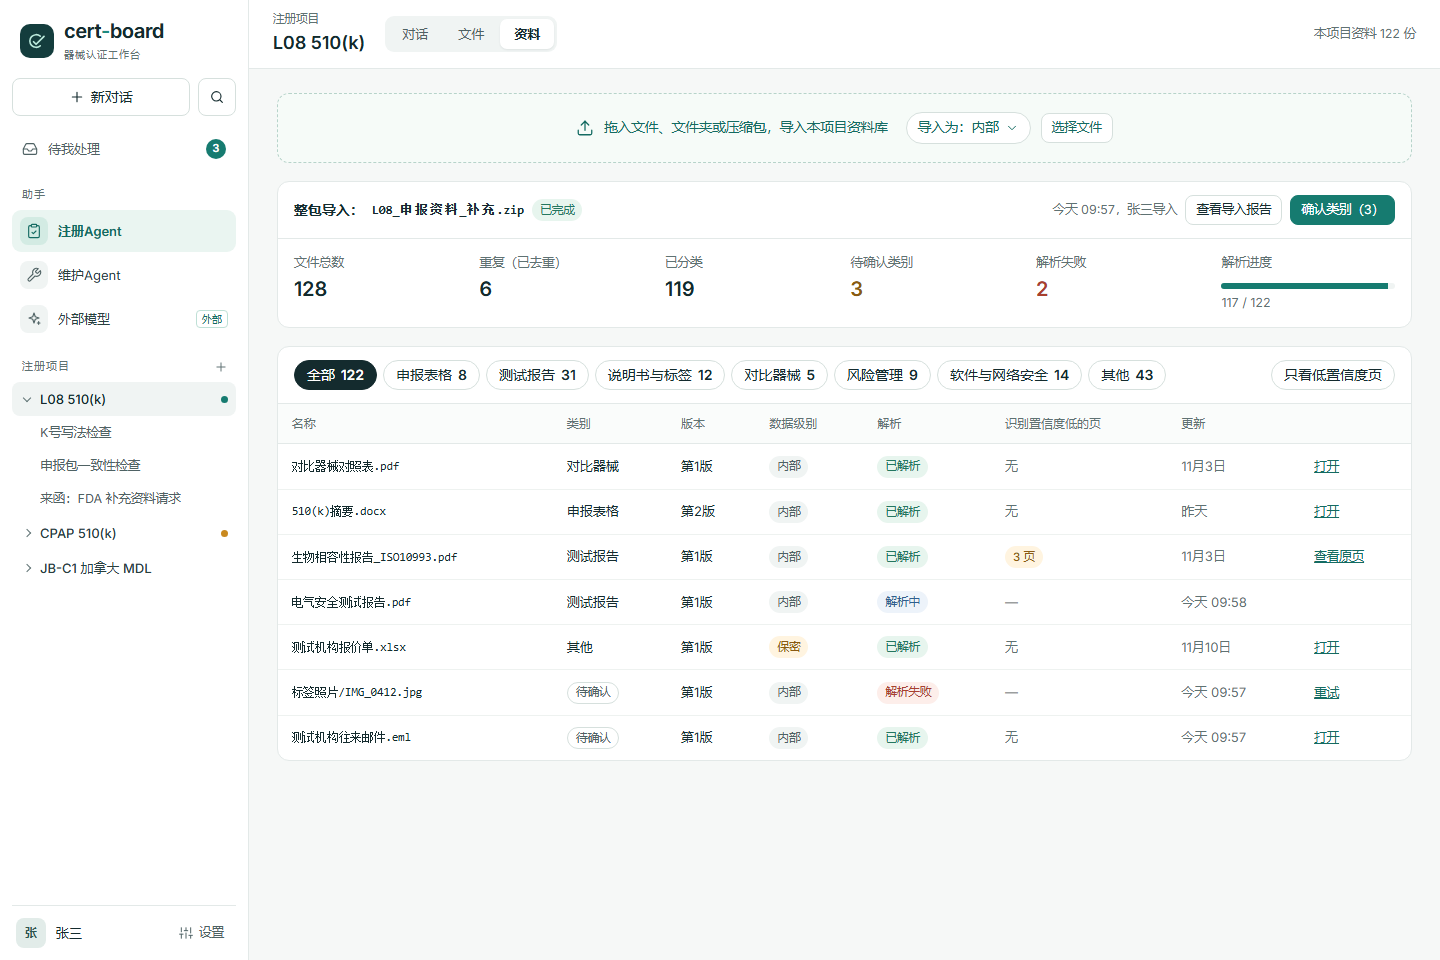 cert-board
器械认证工作台
新对话
待我处理 3
助手
注册Agent
维护Agent
外部模型 外部
注册项目
L08 510(k)
K号写法检查
申报包一致性检查
来函：FDA 补充资料请求
CPAP 510(k)
JB-C1 加拿大 MDL
张 张三 设置
注册项目
L08 510(k)
对话 文件 资料
本项目资料 122 份
拖入文件、文件夹或压缩包，导入本项目资料库 导入为：内部 选择文件
整包导入： L08_申报资料_补充.zip 已完成 今天 09:57，张三导入 查看导入报告 确认类别（3）
文件总数 重复（已去重） 已分类 待确认类别 解析失败 解析进度
128 6 119 3 2
117 / 122
全部 122 申报表格 8 测试报告 31 说明书与标签 12 对比器械 5 风险管理 9 软件与网络安全 14 其他 43 只看低置信度页
名称 类别 版本 数据级别 解析 识别置信度低的页 更新
对比器械对照表.pdf 对比器械 第1版 内部 已解析 无 11月3日 打开
510(k)摘要.docx 申报表格 第2版 内部 已解析 无 昨天 打开
生物相容性报告_ISO10993.pdf 测试报告 第1版 内部 已解析 3 页 11月3日 查看原页
电气安全测试报告.pdf 测试报告 第1版 内部 解析中 — 今天 09:58
测试机构报价单.xlsx 其他 第1版 保密 已解析 无 11月10日 打开
标签照片/IMG_0412.jpg 待确认 第1版 内部 解析失败 — 今天 09:57 重试
测试机构往来邮件.eml 待确认 第1版 内部 已解析 无 今天 09:57 打开